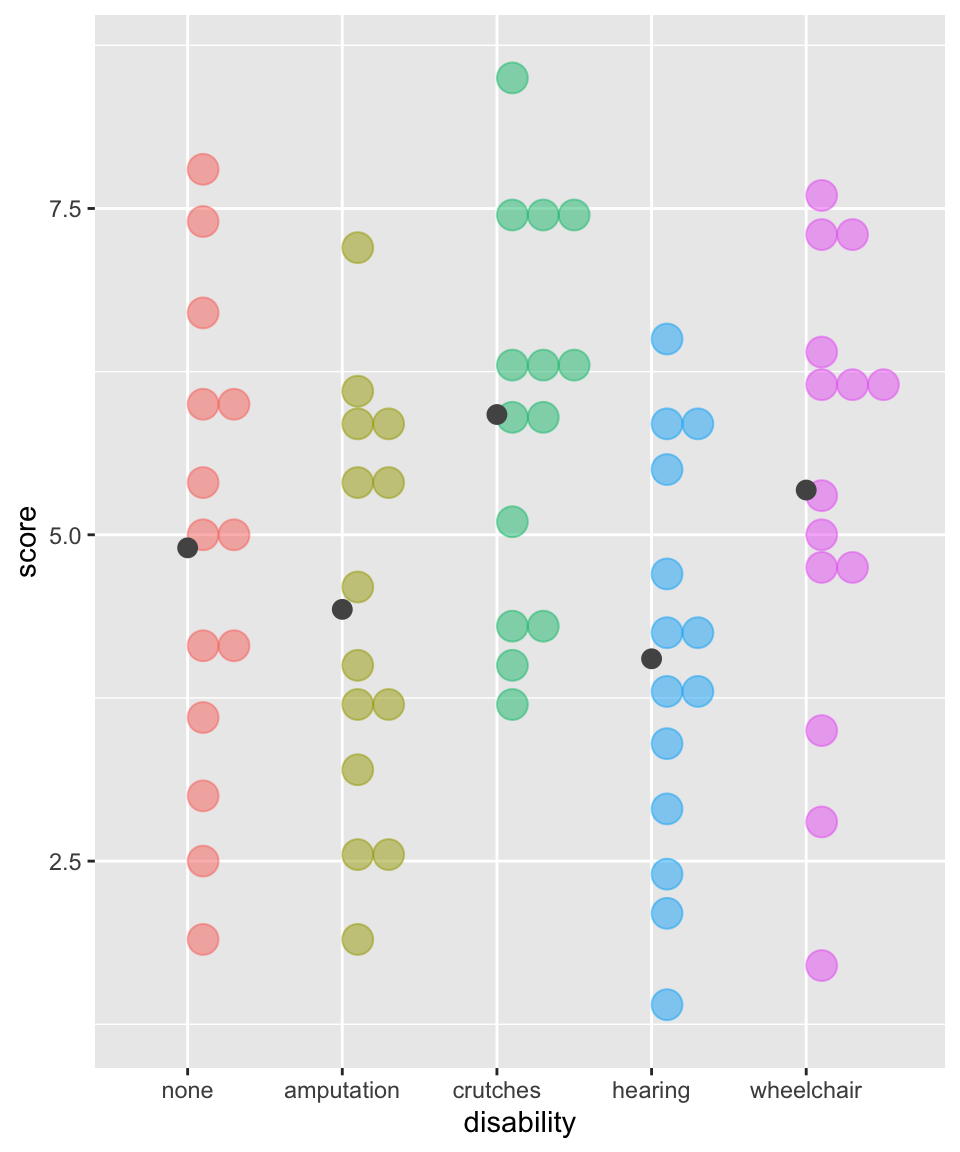 score
7.5
5.0
2.5
none amputation crutches hearing wheelchair
disability